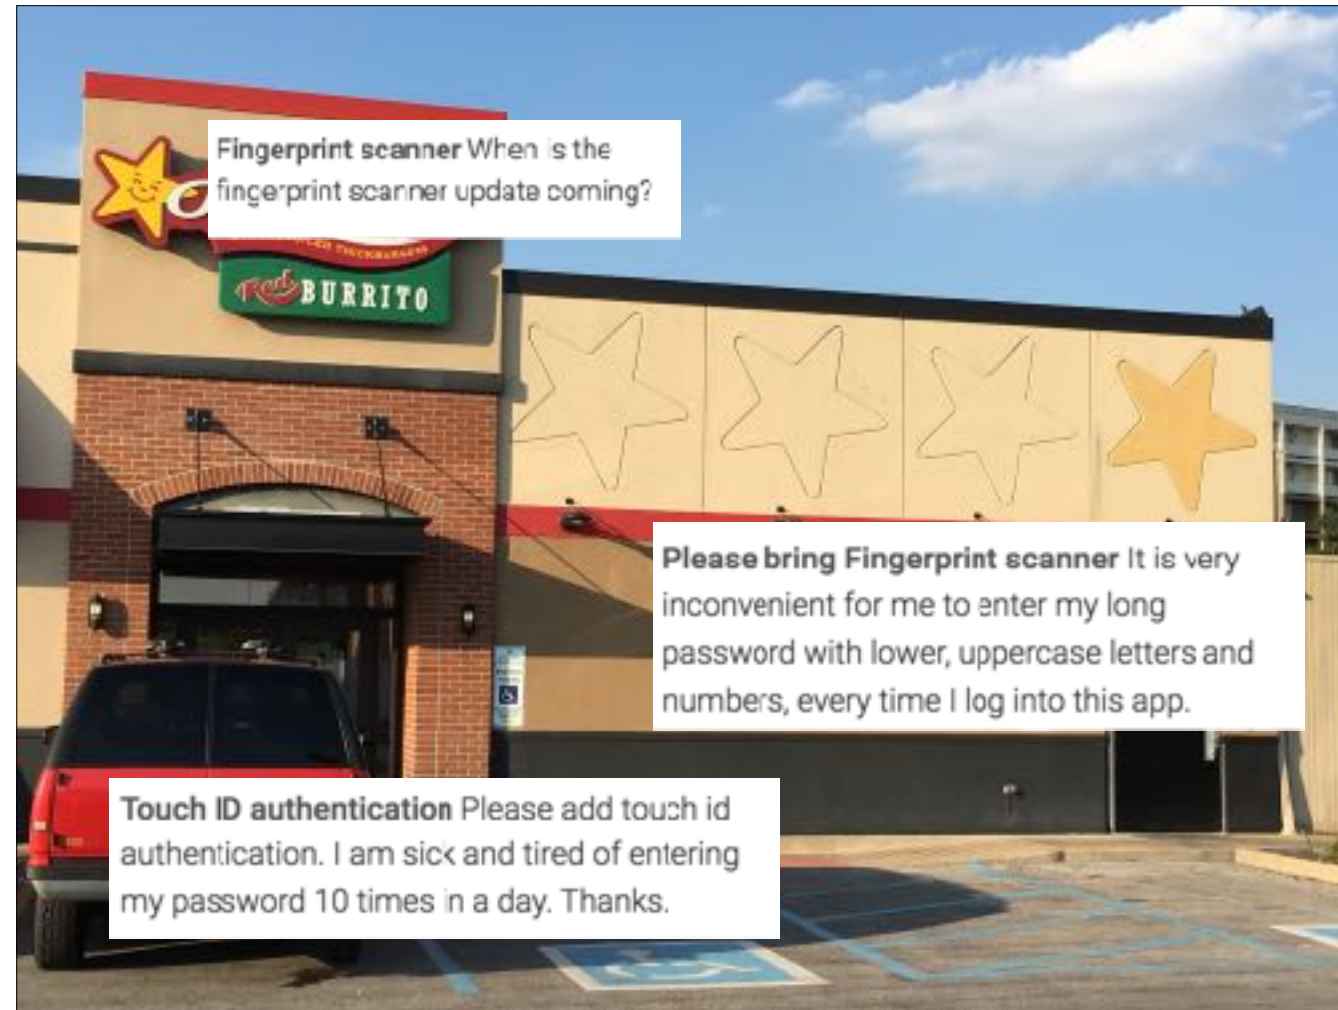 Fingerprint scanner When is the
fingerprint scanner update coming?
Red BURRITO
Please bring Fingerprint scanner It is very
inconvenient for me to enter my long
password with lower, uppercase letters and
numbers, every time I log into this app.
Touch ID authentication Please add touch id
authentication. I am sick and tired of entering
my password 10 times in a day. Thanks.